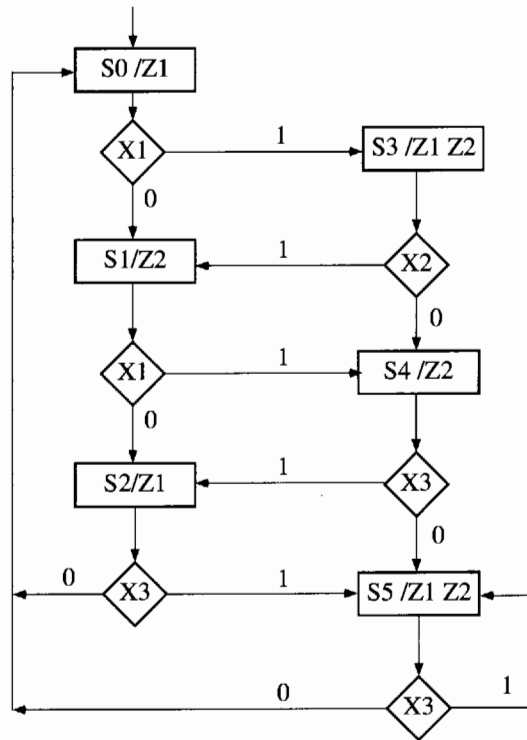 S0 /Z1
X1 1 S3 /Z1 Z2
0
S1/Z2 1 X2
0
X1 1 S4 /Z2
0
S2/Z1 1 X3
0
0 X3 1 S5 /Z1 Z2
0 X3 1